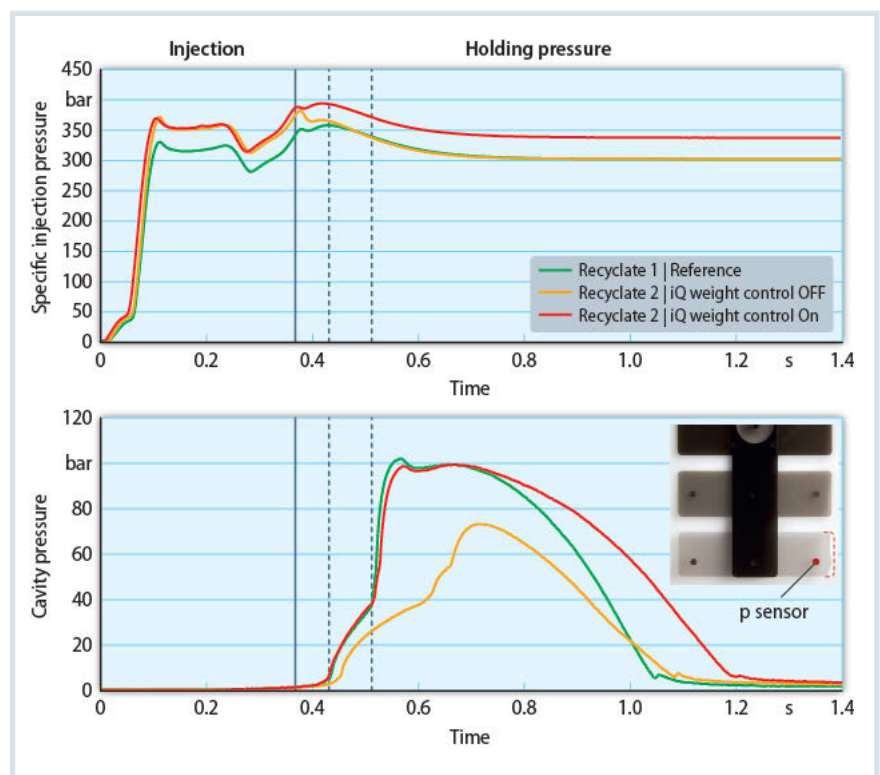 Injection
Holding pressure
Specific injection pressure
450
bar
350
300
250
200
150
100
50
0
Recyclate 1 | Reference
Recyclate 2 | iQ weight control OFF
Recyclate 2 | iQ weight control On
0 0.2 0.4 0.6 0.8 1.0 1.2 s 1.4
Time
Cavity pressure
120
bar
80
60
40
20
0
p sensor
0 0.2 0.4 0.6 0.8 1.0 1.2 s 1.4
Time